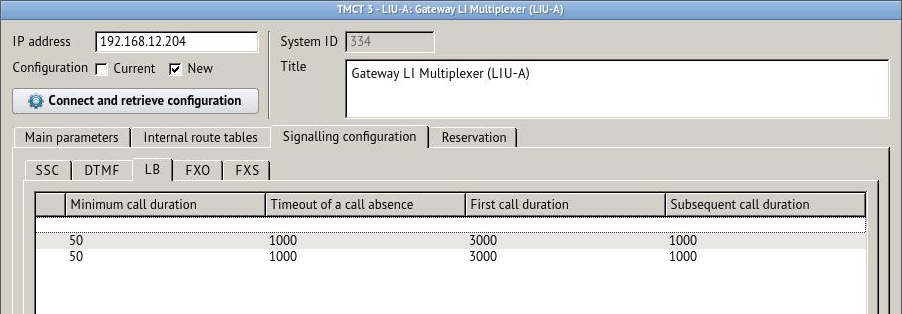 TMCT 3 - LIU-A: Gateway LI Multiplexer (LIU-A)
IP address 192.168.12.204 System ID 334
Configuration Current New Title Gateway LI Multiplexer (LIU-A)
Connect and retrieve configuration
Main parameters Internal route tables Signalling configuration Reservation
SSC DTMF LB FXO FXS
Minimum call duration Timeout of a call absence First call duration Subsequent call duration
50 1000 3000 1000
50 1000 3000 1000